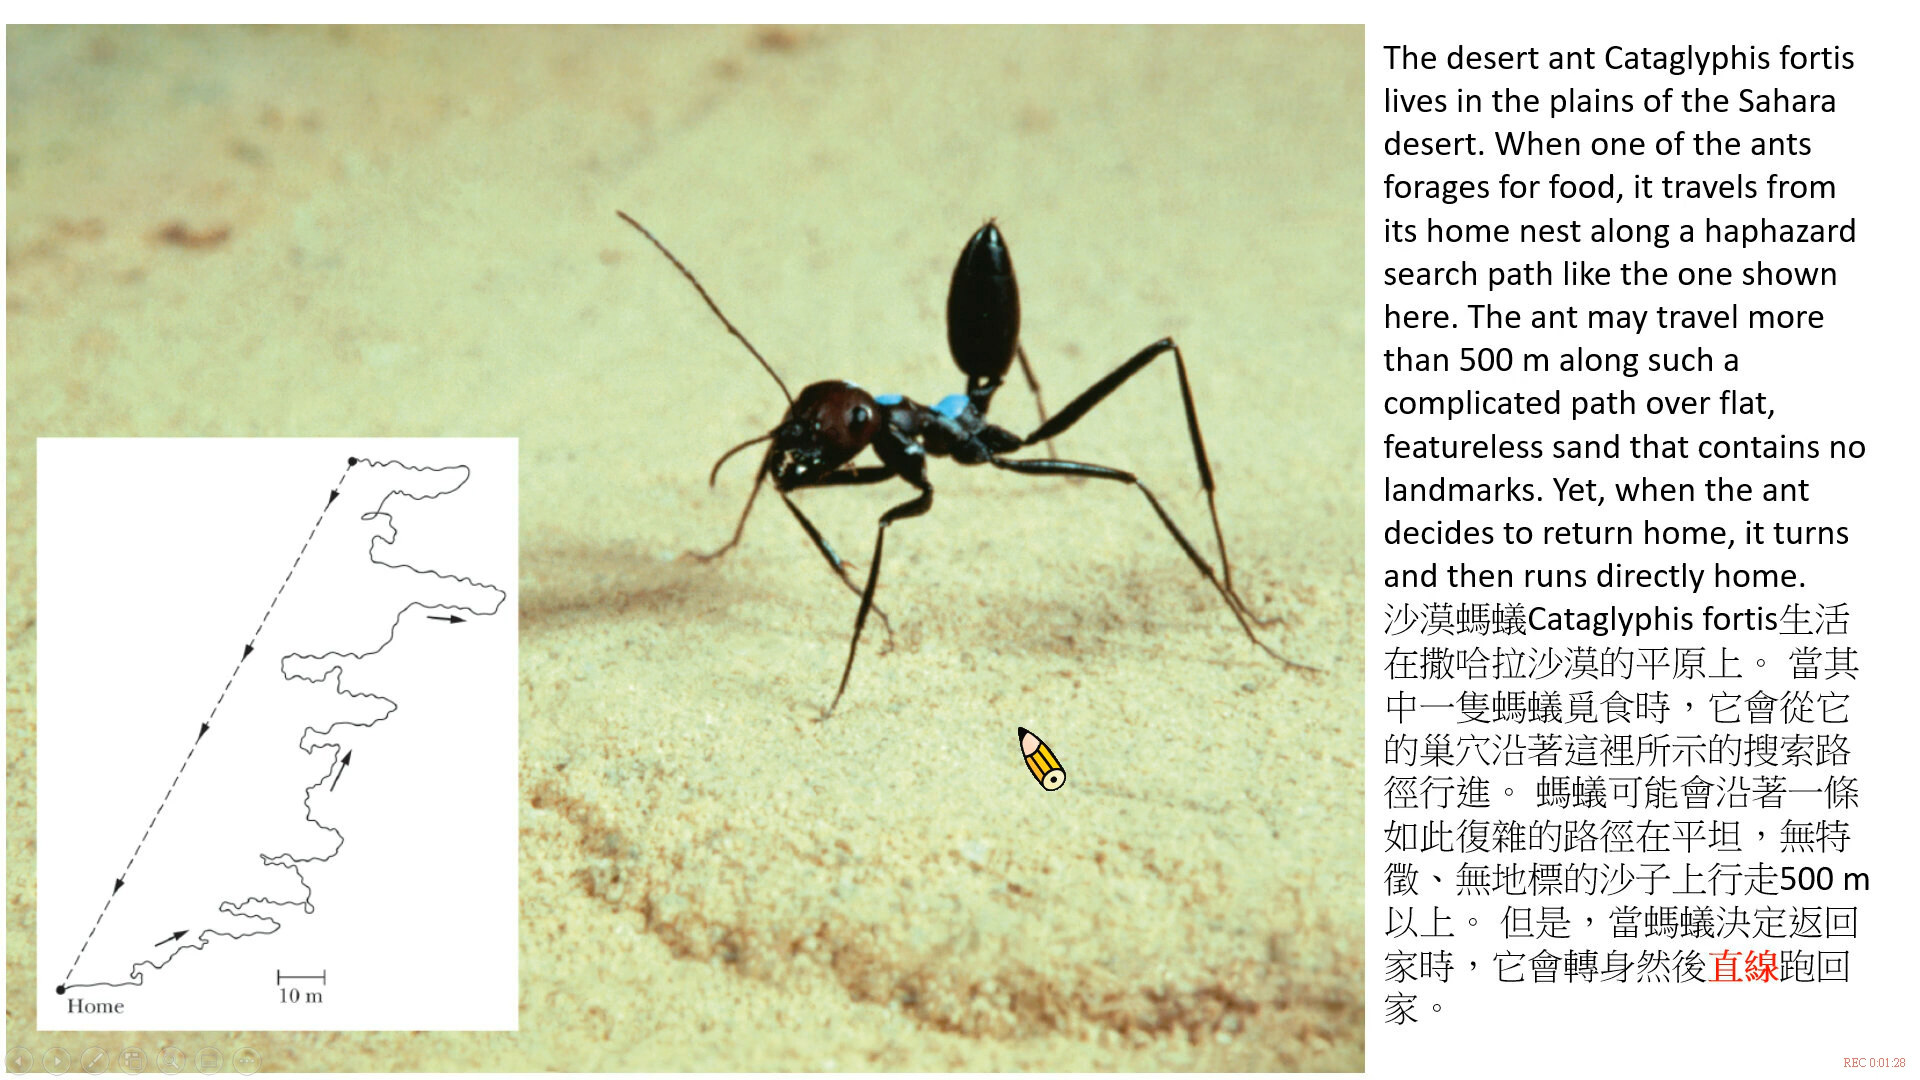 The desert ant Cataglyphis fortis
lives in the plains of the Sahara
desert. When one of the ants
forages for food, it travels from
its home nest along a haphazard
search path like the one shown
here. The ant may travel more
than 500 m along such a
complicated path over flat,
featureless sand that contains no
landmarks. Yet, when the ant
decides to return home, it turns
and then runs directly home.
沙漠螞蟻Cataglyphis fortis生活
在撒哈拉沙漠的平原上。 當其
中一隻螞蟻覓食時，它會從它
的巢穴沿著這裡所示的搜索路
徑行進。 螞蟻可能會沿著一條
如此復雜的路徑在平坦，無特
徵、無地標的沙子上行走500 m
以上。 但是，當螞蟻決定返回
家時，它會轉身然後直線跑回
家。
Home
10 m
REC 0:01:28